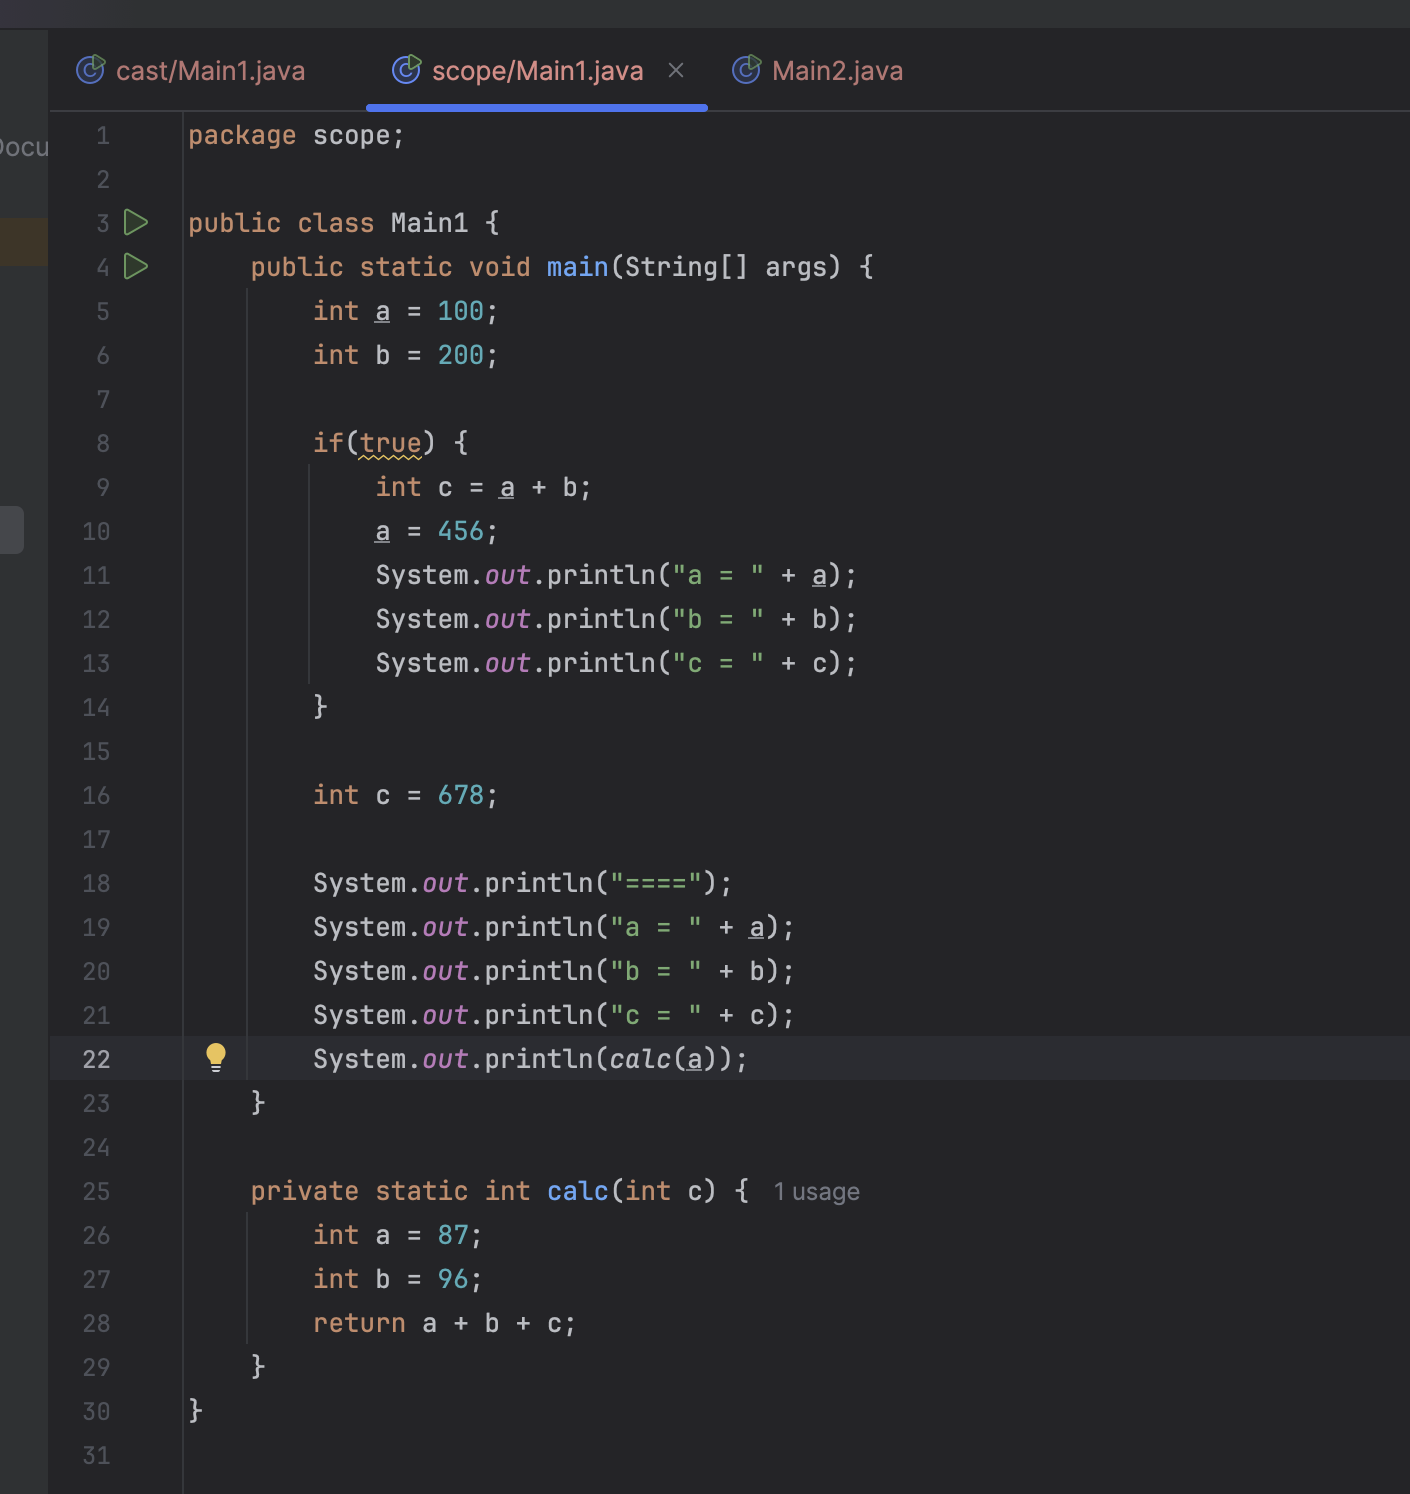 cast/Main1.java scope/Main1.java Main2.java
1 package scope;
2
3 public class Main1 {
4     public static void main(String[] args) {
5         int a = 100;
6         int b = 200;
7
8         if(true) {
9             int c = a + b;
10             a = 456;
11             System.out.println("a = " + a);
12             System.out.println("b = " + b);
13             System.out.println("c = " + c);
14         }
15
16         int c = 678;
17
18         System.out.println("====");
19         System.out.println("a = " + a);
20         System.out.println("b = " + b);
21         System.out.println("c = " + c);
22         System.out.println(calc(a));
23     }
24
25     private static int calc(int c) { 1 usage
26         int a = 87;
27         int b = 96;
28         return a + b + c;
29     }
30 }
31